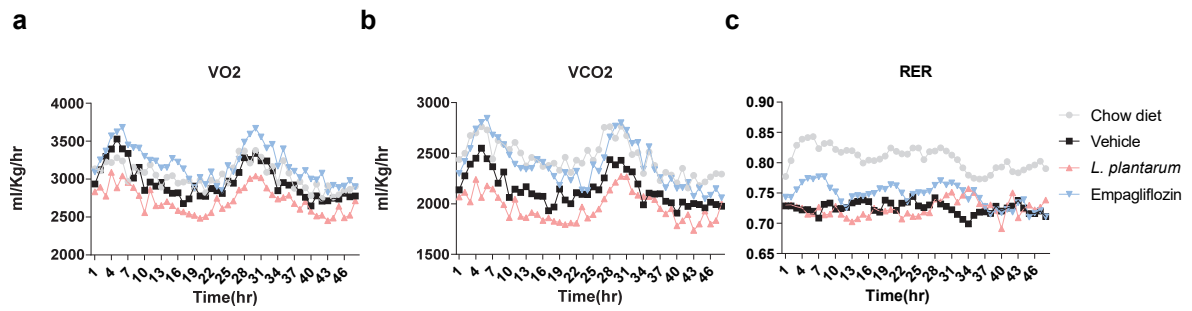 a
b
c
VO2
VCO2
RER
ml/Kg/hr
4000
3500
3000
2500
2000
1 4 7 10 13 16 19 22 25 28 31 34 37 40 43 46
Time(hr)
ml/Kg/hr
3000
2500
2000
1500
1 4 7 10 13 16 19 22 25 28 31 34 37 40 43 46
Time(hr)
0.90
0.85
0.80
0.75
0.70
0.65
1 4 7 10 13 16 19 22 25 28 31 34 37 40 43 46
Time(hr)
Chow diet
Vehicle
L. plantarum
Empagliflozin